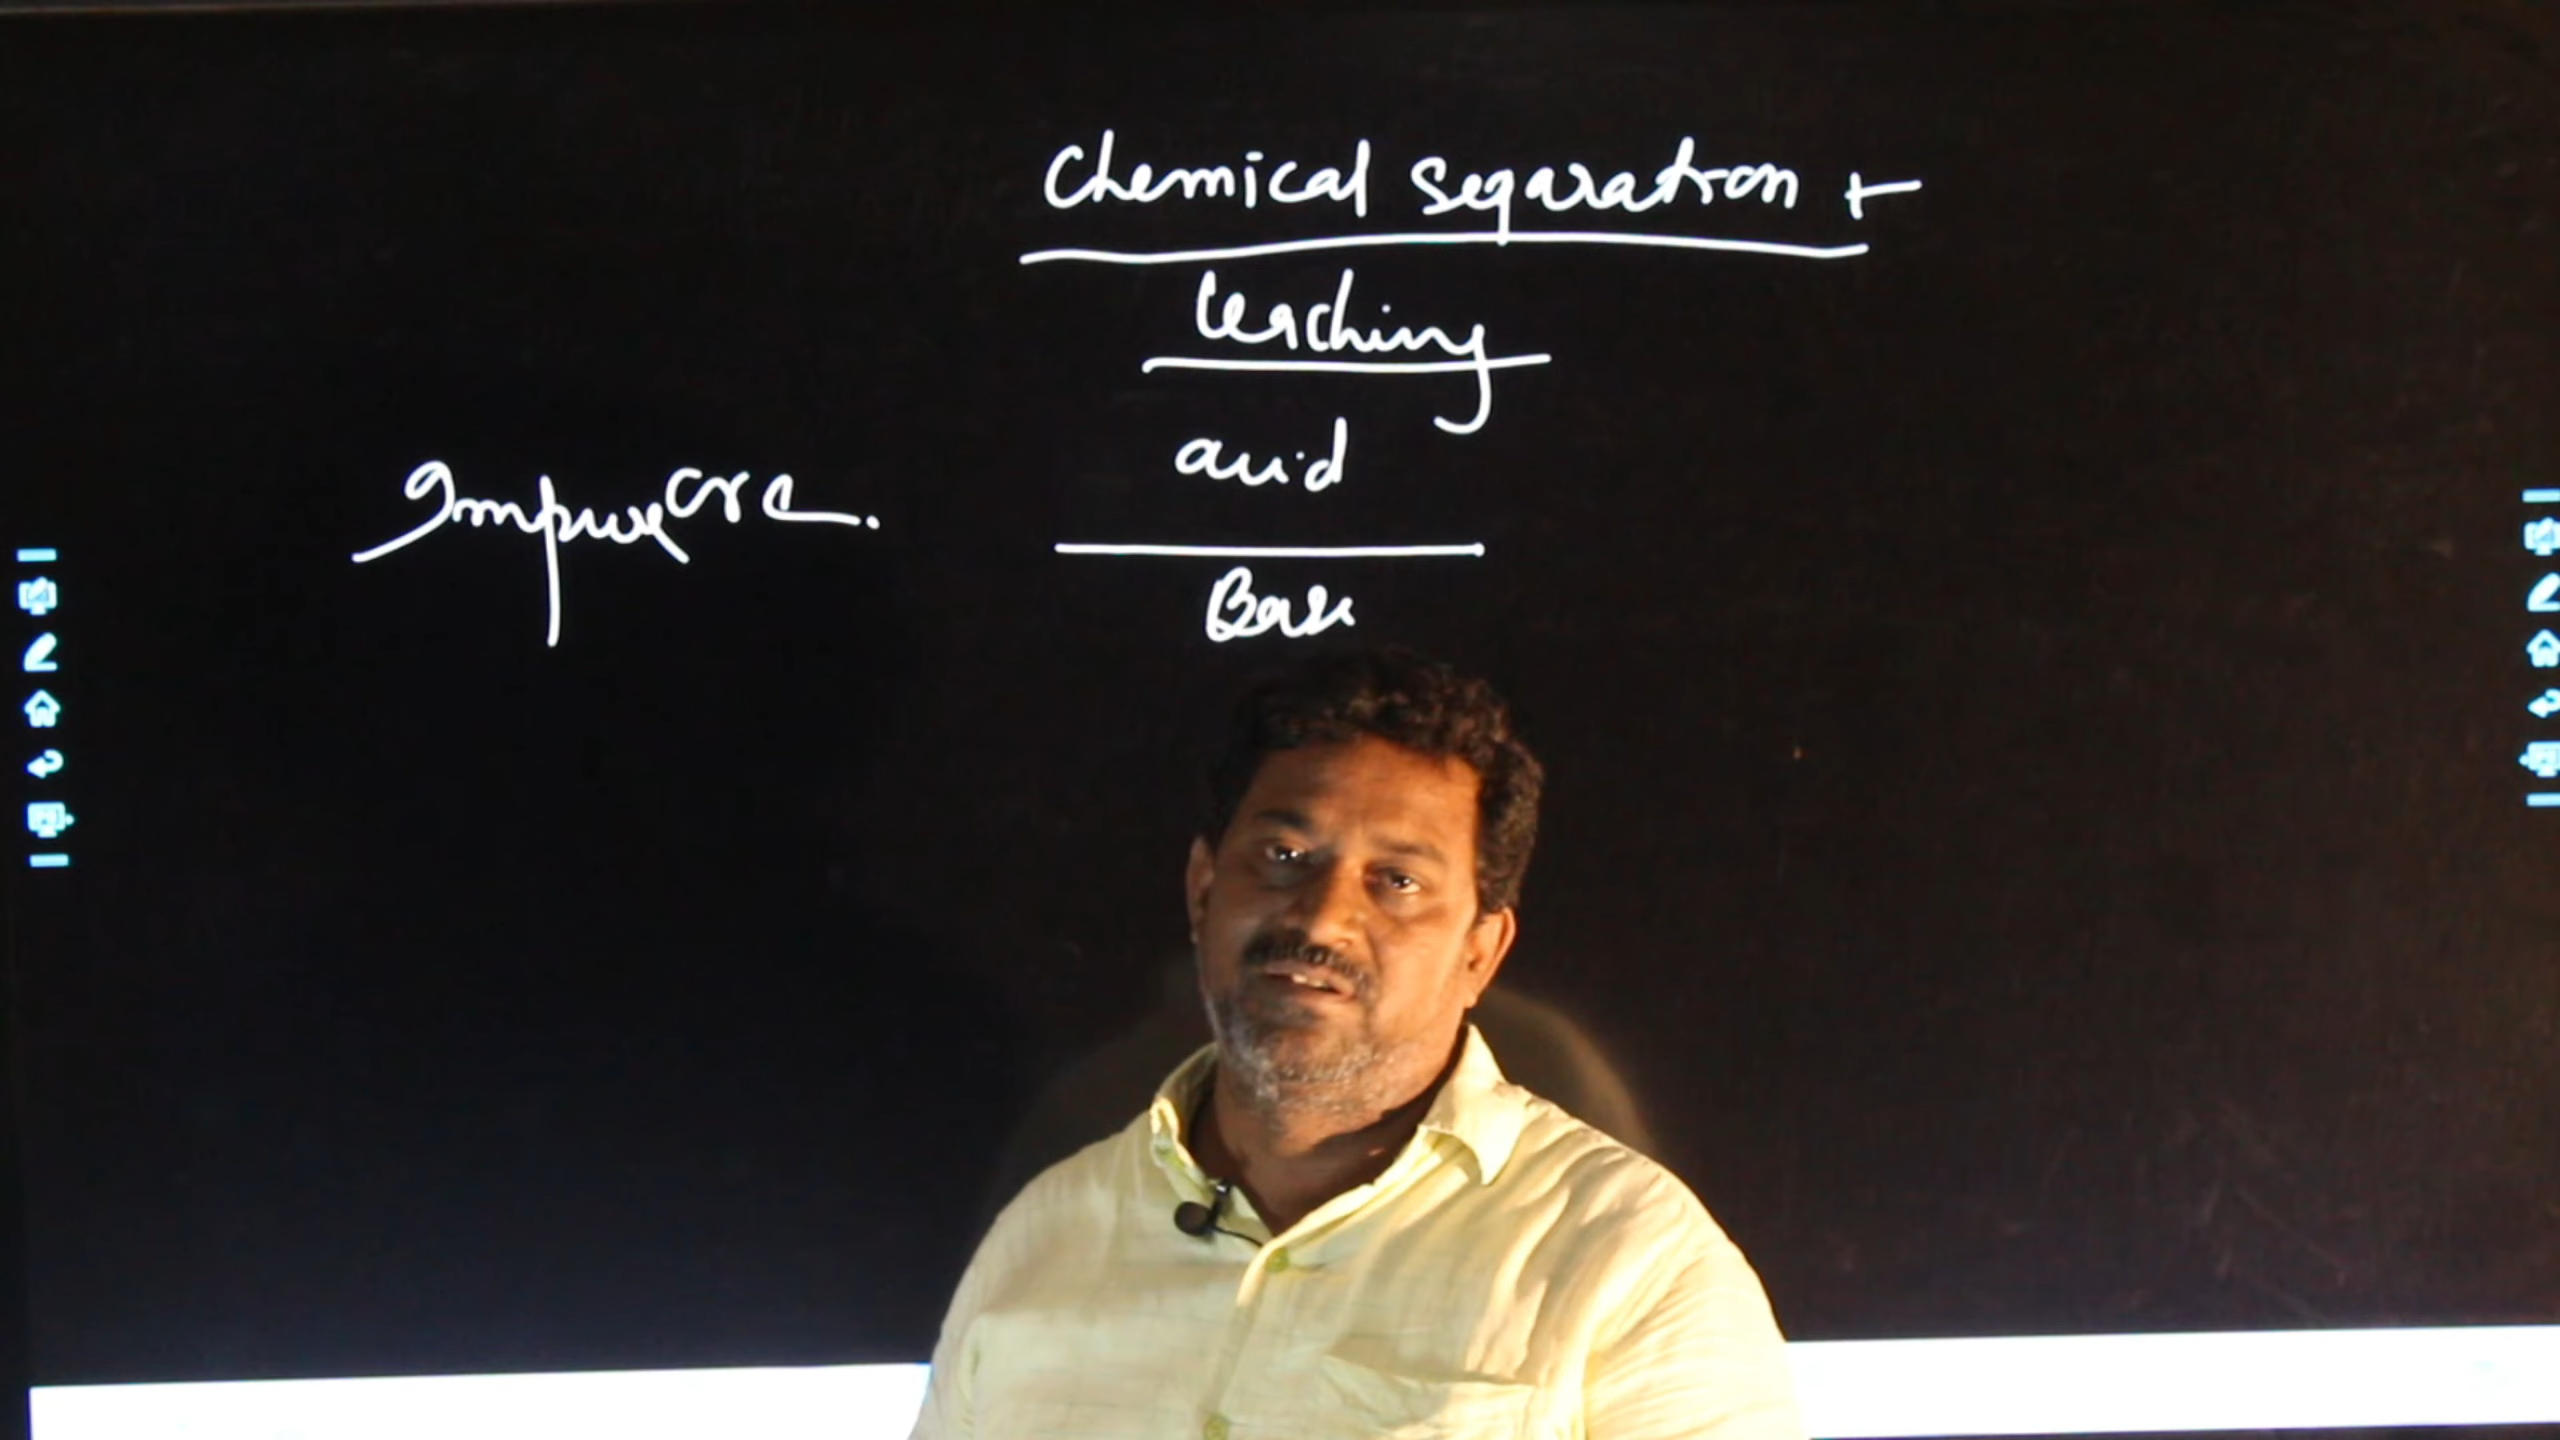 Chemical separation +
Leaching
acid
Impure ore.
Base